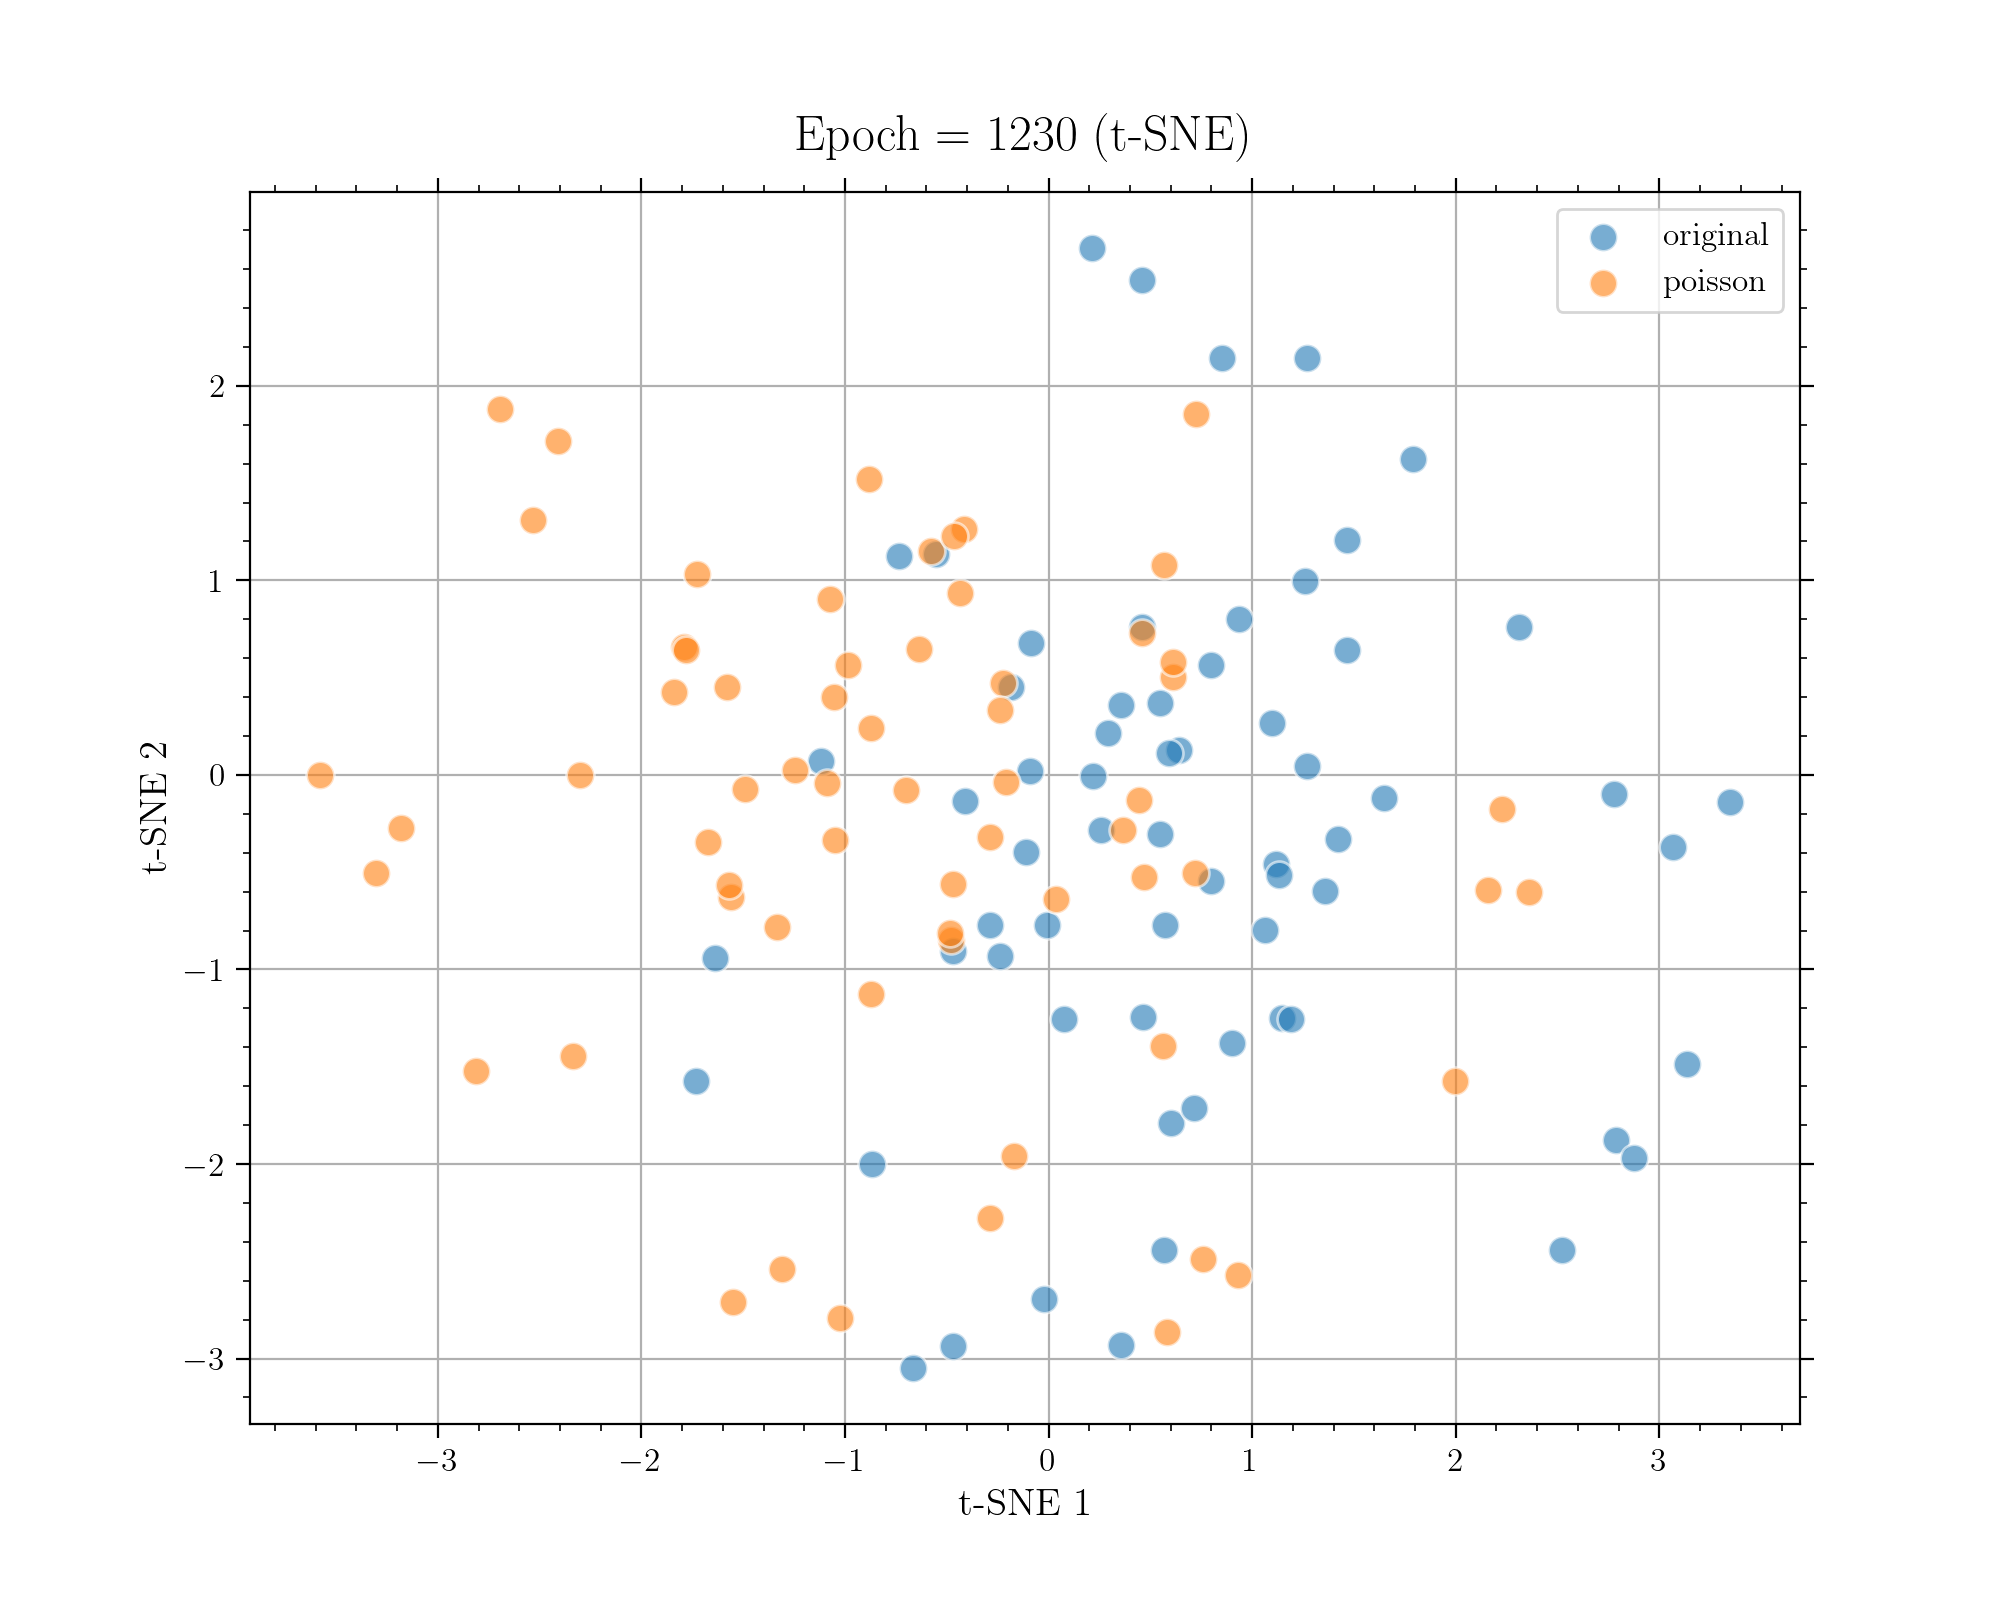 Epoch = 1230 (t-SNE)
original
poisson
2
1
0
−1
−2
−3
t-SNE 2
−3
−2
−1
0
1
2
3
t-SNE 1